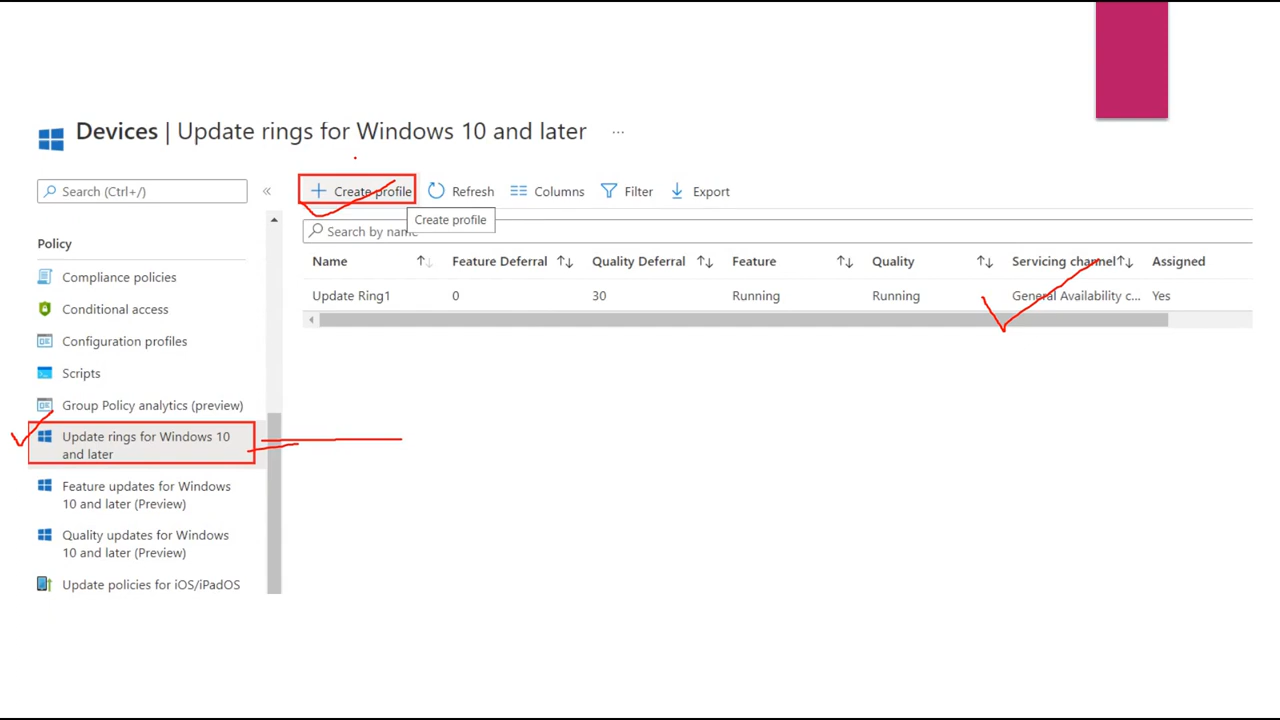 Devices | Update rings for Windows 10 and later ...
Search (Ctrl+/) «
Policy
Compliance policies
Conditional access
Configuration profiles
Scripts
Group Policy analytics (preview)
Update rings for Windows 10
and later
Feature updates for Windows
10 and later (Preview)
Quality updates for Windows
10 and later (Preview)
Update policies for iOS/iPadOS
+ Create profile Refresh Columns Filter Export
Create profile
Search by name
Name Feature Deferral Quality Deferral Feature Quality Servicing channel Assigned
Update Ring1 0 30 Running Running General Availability c... Yes